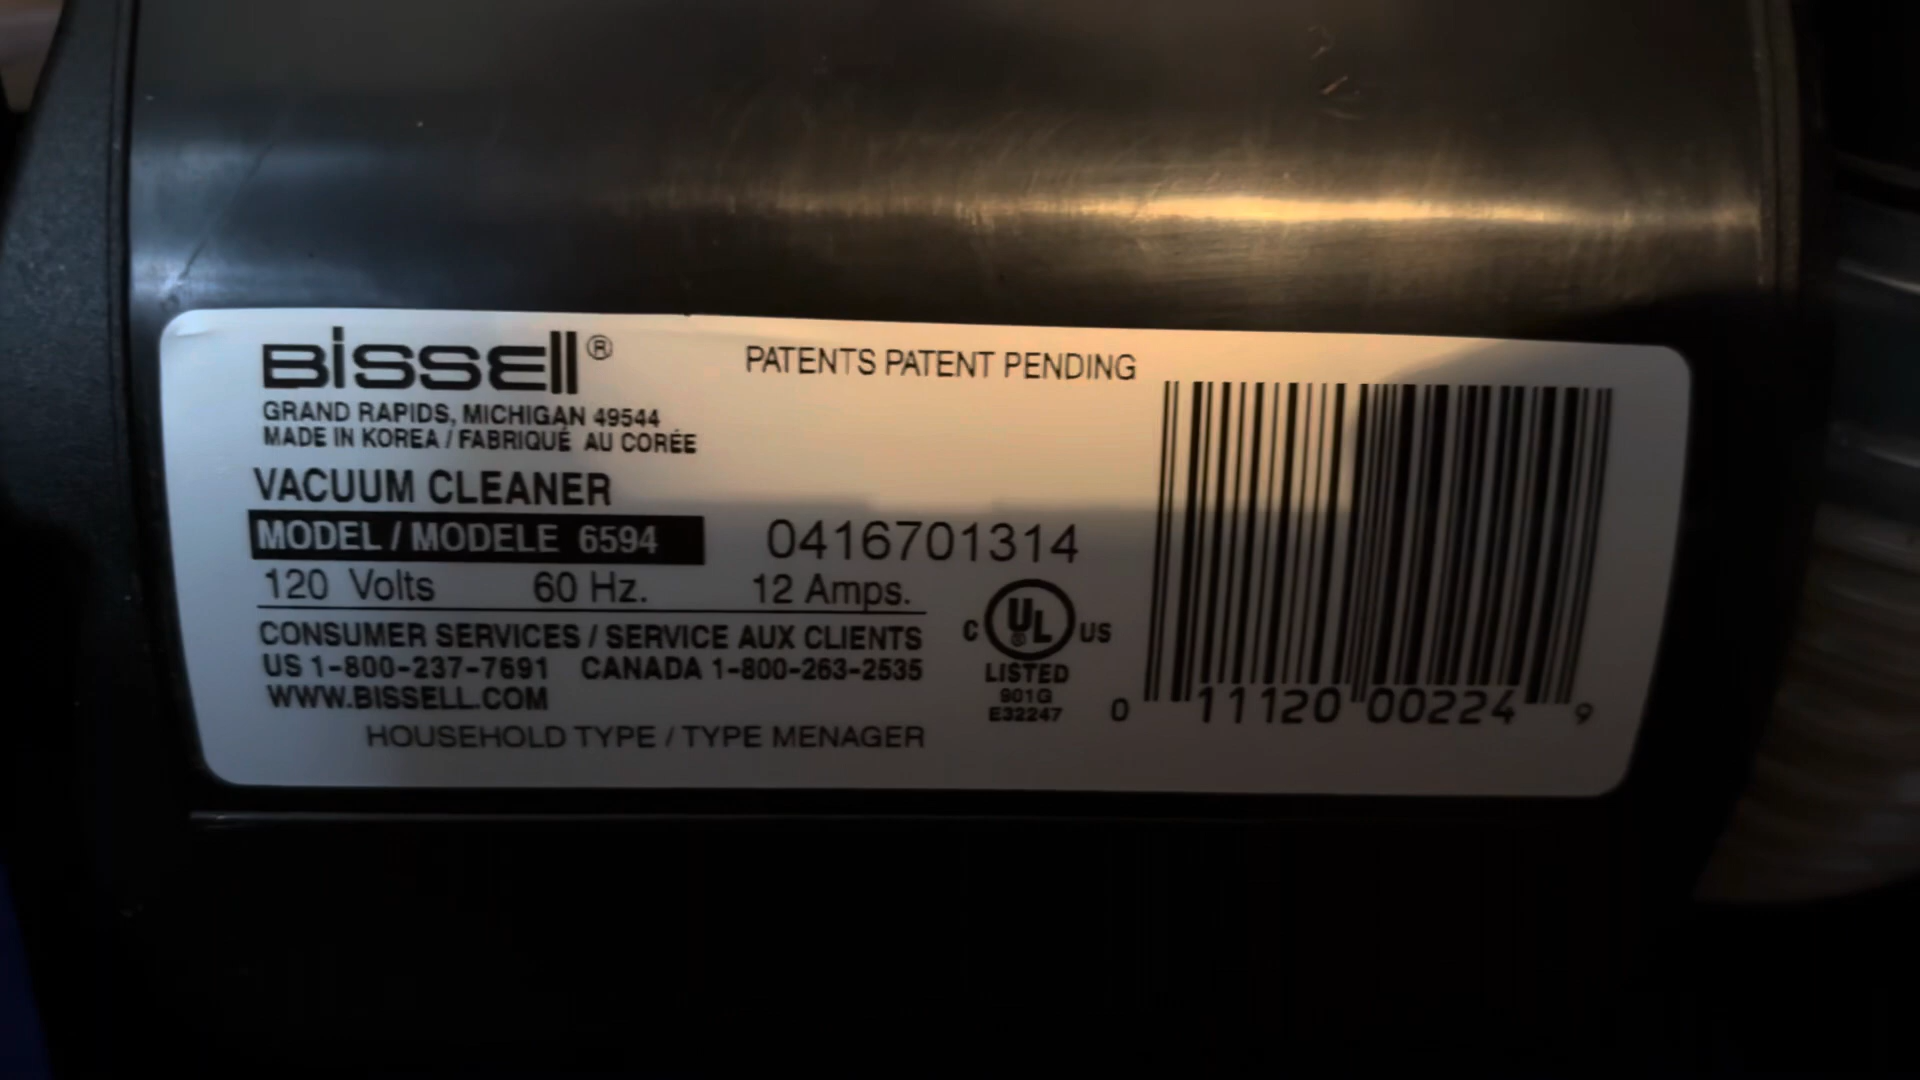 BISSELL®
PATENTS PATENT PENDING
GRAND RAPIDS, MICHIGAN 49544
MADE IN KOREA / FABRIQUÉ AU CORÉE
VACUUM CLEANER
MODEL / MODELE 6594
0416701314
120 Volts 60 Hz. 12 Amps.
CONSUMER SERVICES / SERVICE AUX CLIENTS
US 1-800-237-7691 CANADA 1-800-263-2535
WWW.BISSELL.COM
HOUSEHOLD TYPE / TYPE MENAGER
C UL® US
LISTED
901G
E32247
0 11120 00224 9